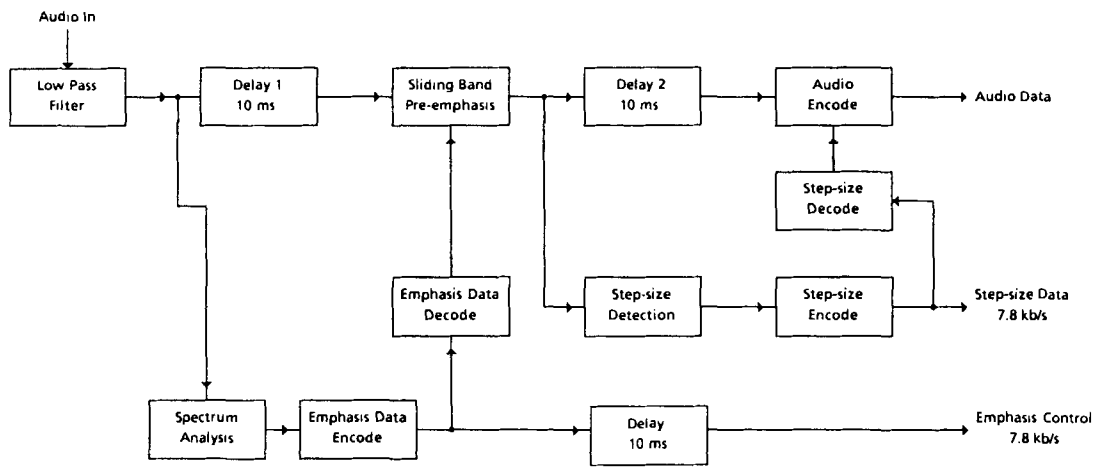 Audio In
Low Pass
Filter
Delay 1
10 ms
Sliding Band
Pre-emphasis
Delay 2
10 ms
Audio
Encode
Audio Data
Step-size
Decode
Emphasis Data
Decode
Step-size
Detection
Step-size
Encode
Step-size Data
7.8 kb/s
Spectrum
Analysis
Emphasis Data
Encode
Delay
10 ms
Emphasis Control
7.8 kb/s